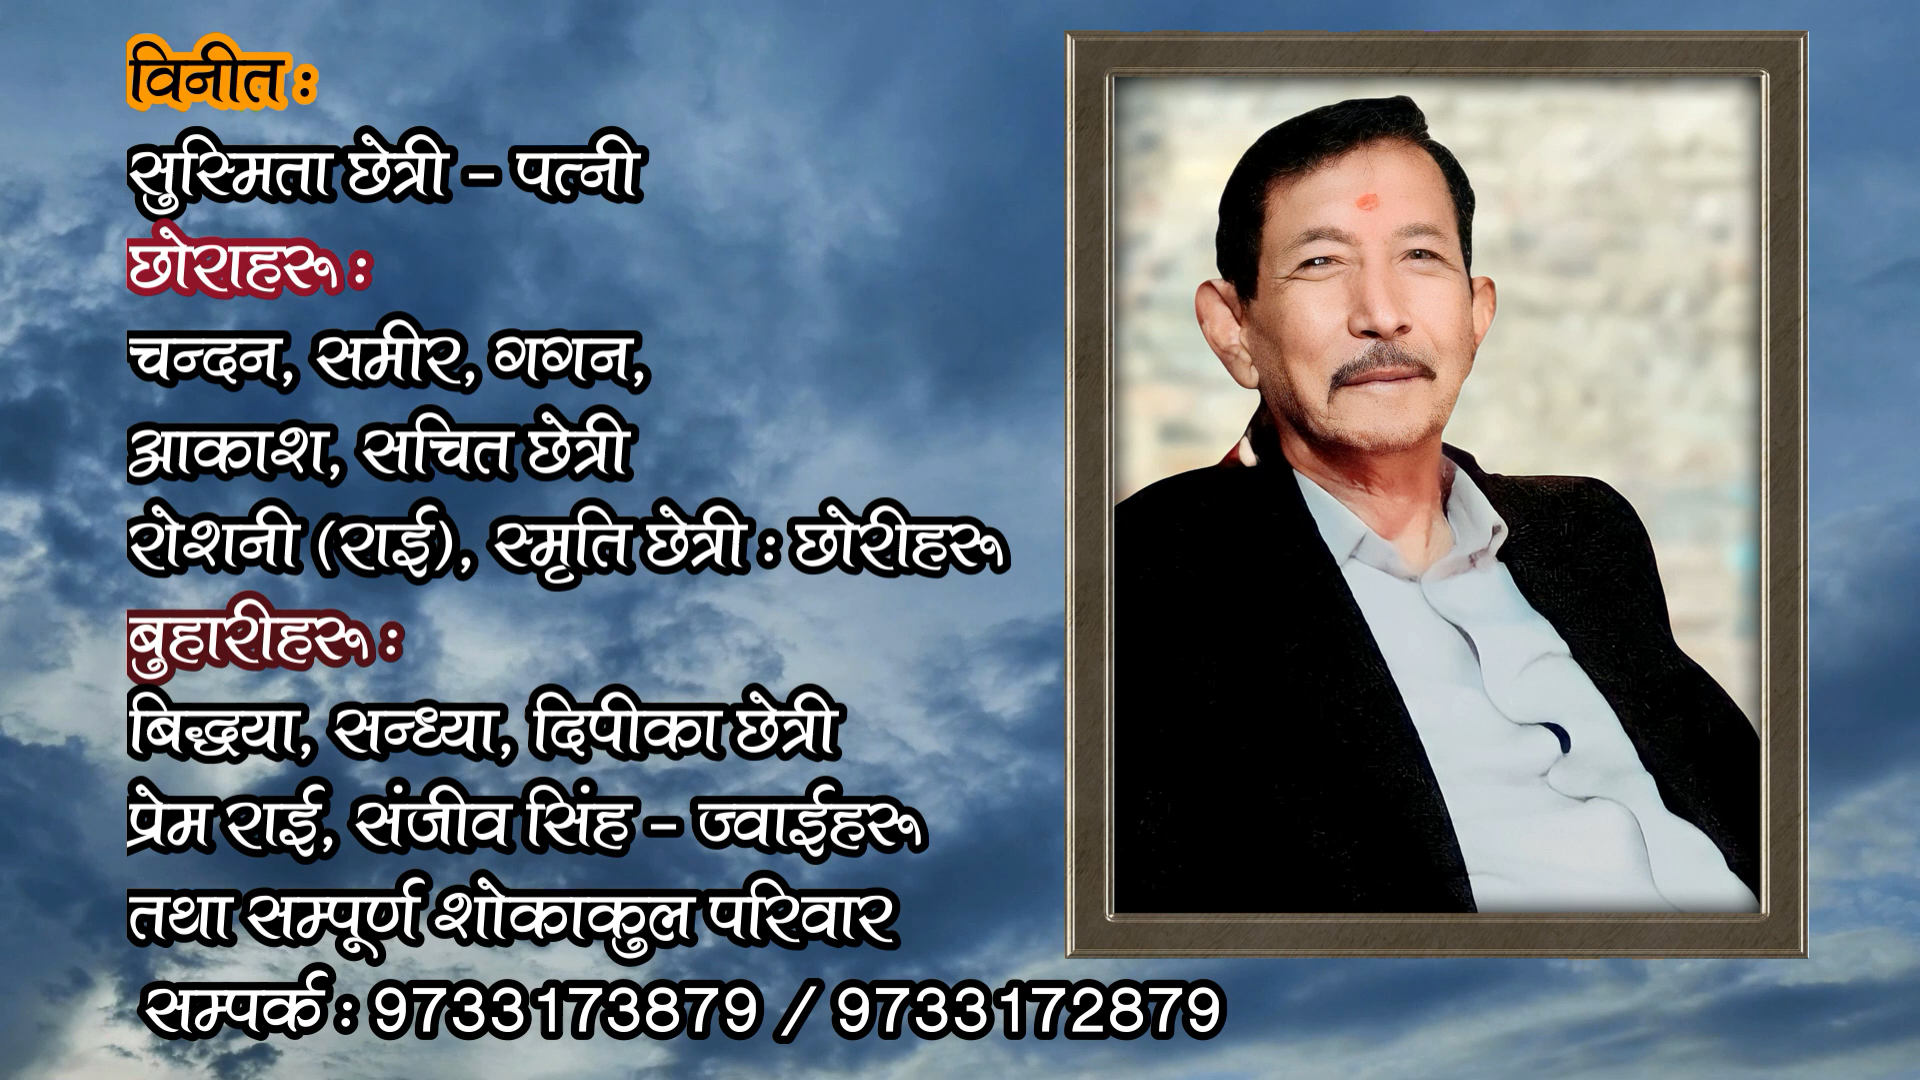 विनीत :
सुस्मिता छेत्री – पत्नी
छोराहरू :
चन्दन, समीर, गगन,
आकाश, सचित छेत्री
रोशनी (राई), स्मृति छेत्री : छोरीहरू
बुहारीहरू :
बिद्धया, सन्ध्या, दिपीका छेत्री
प्रेम राई, संजीव सिंह – ज्वाईहरू
तथा सम्पूर्ण शोकाकुल परिवार
सम्पर्क : 9733173879 / 9733172879